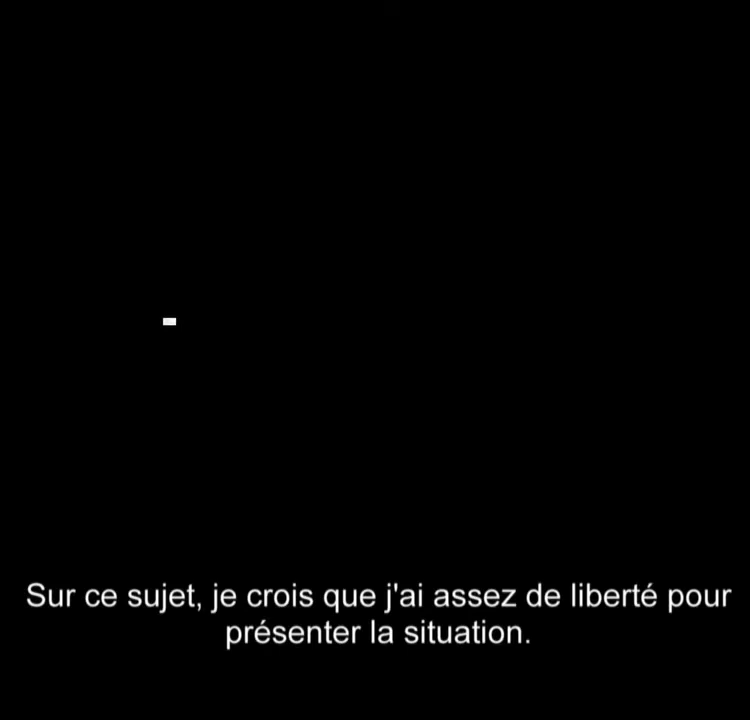 Sur ce sujet, je crois que j'ai assez de liberté pour
présenter la situation.